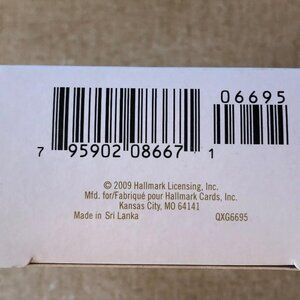 06695
7 95902 08667 1
© 2009 Hallmark Licensing, Inc.
Mfd. for/Fabriqué pour Hallmark Cards, Inc.
Kansas City, MO 64141
Made in Sri Lanka QXG6695